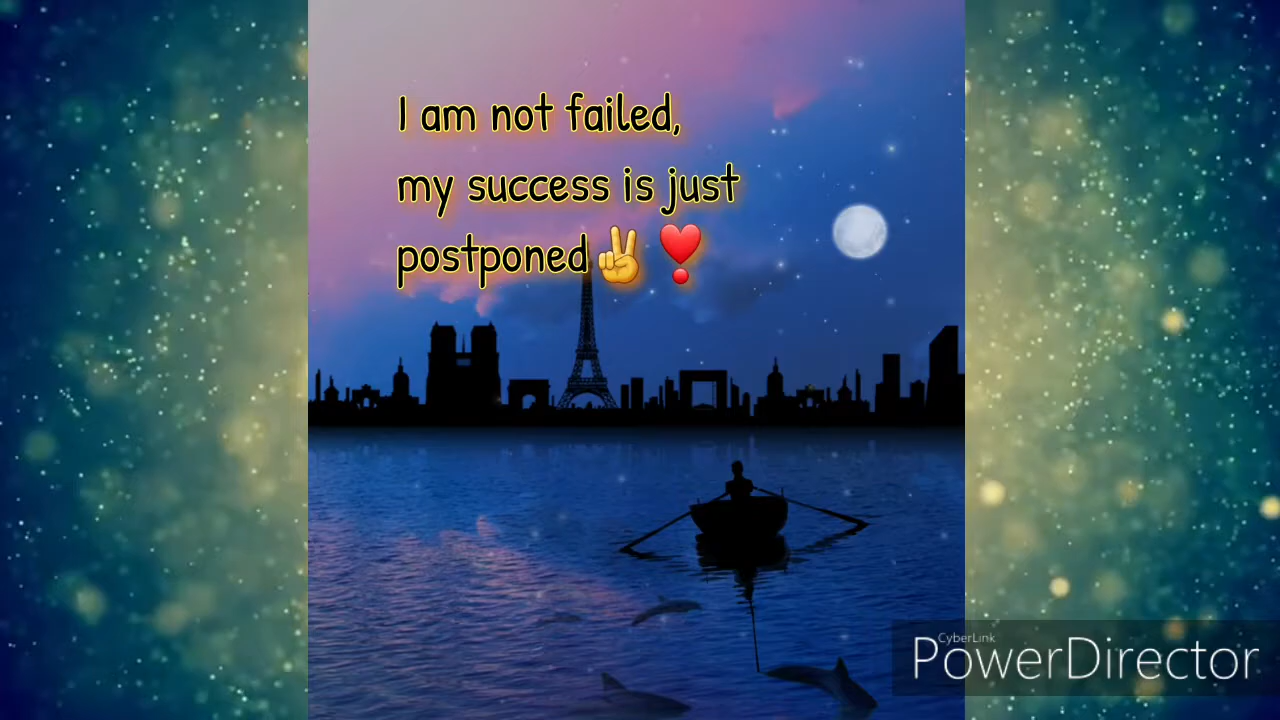 I am not failed,
my success is just
postponed✌️❣️
CyberLink
PowerDirector